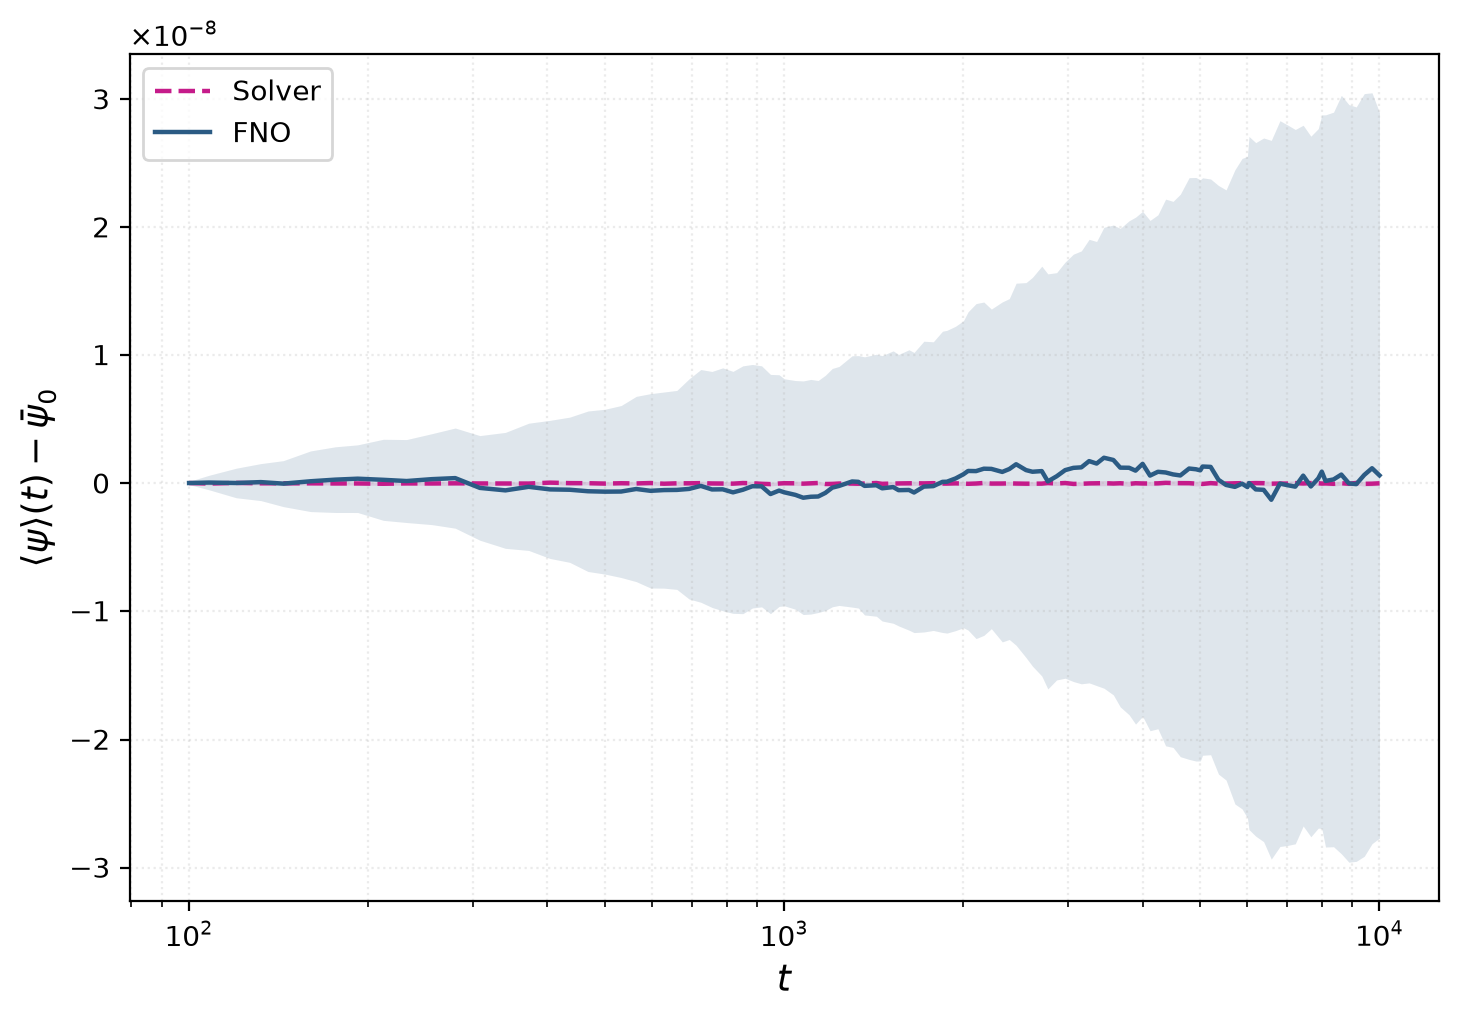 ×10⁻⁸
Solver
FNO
3
2
1
0
−1
−2
−3
⟨ψ⟩(t) − ψ̄₀
10² 10³ 10⁴
t